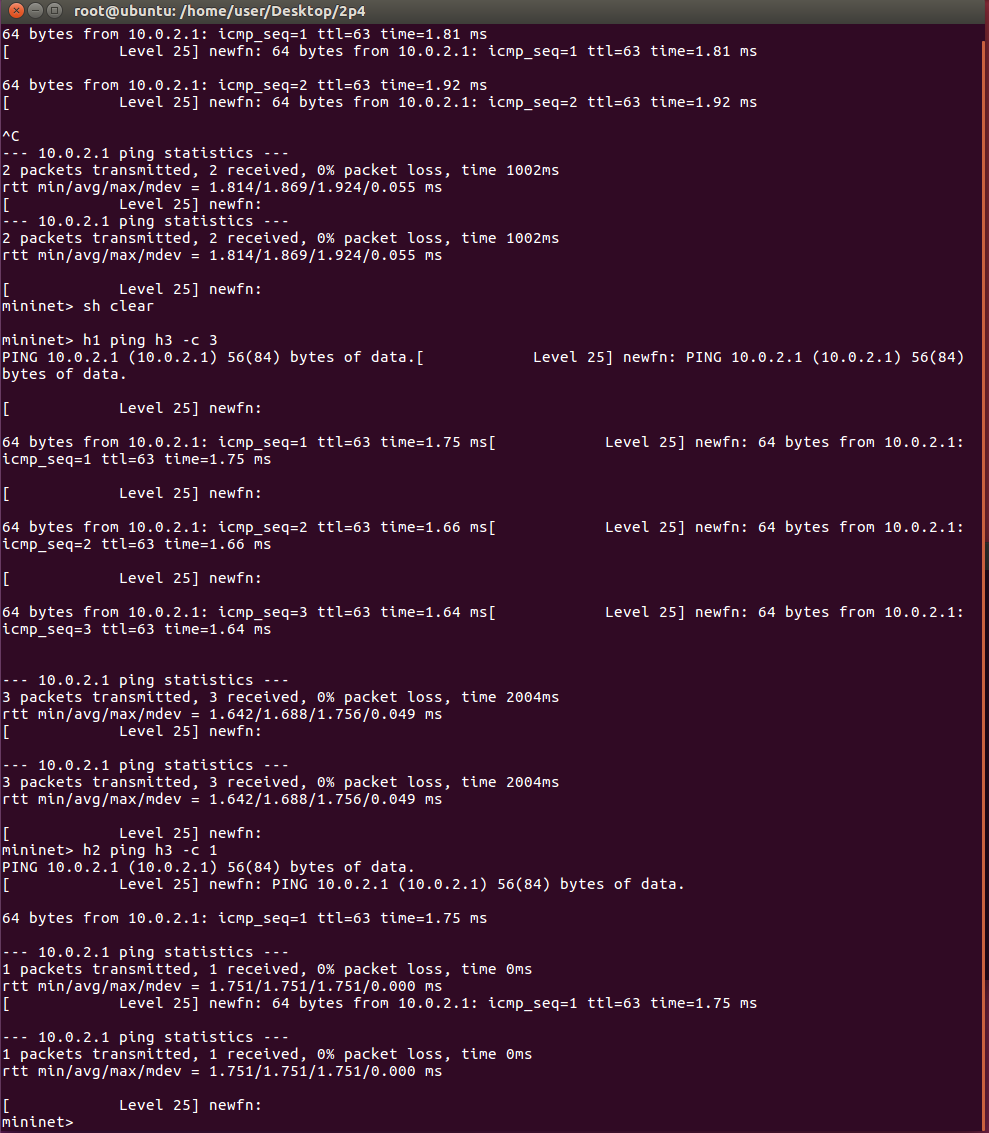 root@ubuntu: /home/user/Desktop/2p4
64 bytes from 10.0.2.1: icmp_seq=1 ttl=63 time=1.81 ms
[            Level 25] newfn: 64 bytes from 10.0.2.1: icmp_seq=1 ttl=63 time=1.81 ms
64 bytes from 10.0.2.1: icmp_seq=2 ttl=63 time=1.92 ms
[            Level 25] newfn: 64 bytes from 10.0.2.1: icmp_seq=2 ttl=63 time=1.92 ms
^C
--- 10.0.2.1 ping statistics ---
2 packets transmitted, 2 received, 0% packet loss, time 1002ms
rtt min/avg/max/mdev = 1.814/1.869/1.924/0.055 ms
[            Level 25] newfn:
--- 10.0.2.1 ping statistics ---
2 packets transmitted, 2 received, 0% packet loss, time 1002ms
rtt min/avg/max/mdev = 1.814/1.869/1.924/0.055 ms
[            Level 25] newfn:
mininet> sh clear
mininet> h1 ping h3 -c 3
PING 10.0.2.1 (10.0.2.1) 56(84) bytes of data.[            Level 25] newfn: PING 10.0.2.1 (10.0.2.1) 56(84)
bytes of data.
[            Level 25] newfn:
64 bytes from 10.0.2.1: icmp_seq=1 ttl=63 time=1.75 ms[            Level 25] newfn: 64 bytes from 10.0.2.1:
icmp_seq=1 ttl=63 time=1.75 ms
[            Level 25] newfn:
64 bytes from 10.0.2.1: icmp_seq=2 ttl=63 time=1.66 ms[            Level 25] newfn: 64 bytes from 10.0.2.1:
icmp_seq=2 ttl=63 time=1.66 ms
[            Level 25] newfn:
64 bytes from 10.0.2.1: icmp_seq=3 ttl=63 time=1.64 ms[            Level 25] newfn: 64 bytes from 10.0.2.1:
icmp_seq=3 ttl=63 time=1.64 ms
--- 10.0.2.1 ping statistics ---
3 packets transmitted, 3 received, 0% packet loss, time 2004ms
rtt min/avg/max/mdev = 1.642/1.688/1.756/0.049 ms
[            Level 25] newfn:
--- 10.0.2.1 ping statistics ---
3 packets transmitted, 3 received, 0% packet loss, time 2004ms
rtt min/avg/max/mdev = 1.642/1.688/1.756/0.049 ms
[            Level 25] newfn:
mininet> h2 ping h3 -c 1
PING 10.0.2.1 (10.0.2.1) 56(84) bytes of data.
[            Level 25] newfn: PING 10.0.2.1 (10.0.2.1) 56(84) bytes of data.
64 bytes from 10.0.2.1: icmp_seq=1 ttl=63 time=1.75 ms
--- 10.0.2.1 ping statistics ---
1 packets transmitted, 1 received, 0% packet loss, time 0ms
rtt min/avg/max/mdev = 1.751/1.751/1.751/0.000 ms
[            Level 25] newfn: 64 bytes from 10.0.2.1: icmp_seq=1 ttl=63 time=1.75 ms
--- 10.0.2.1 ping statistics ---
1 packets transmitted, 1 received, 0% packet loss, time 0ms
rtt min/avg/max/mdev = 1.751/1.751/1.751/0.000 ms
[            Level 25] newfn:
mininet>